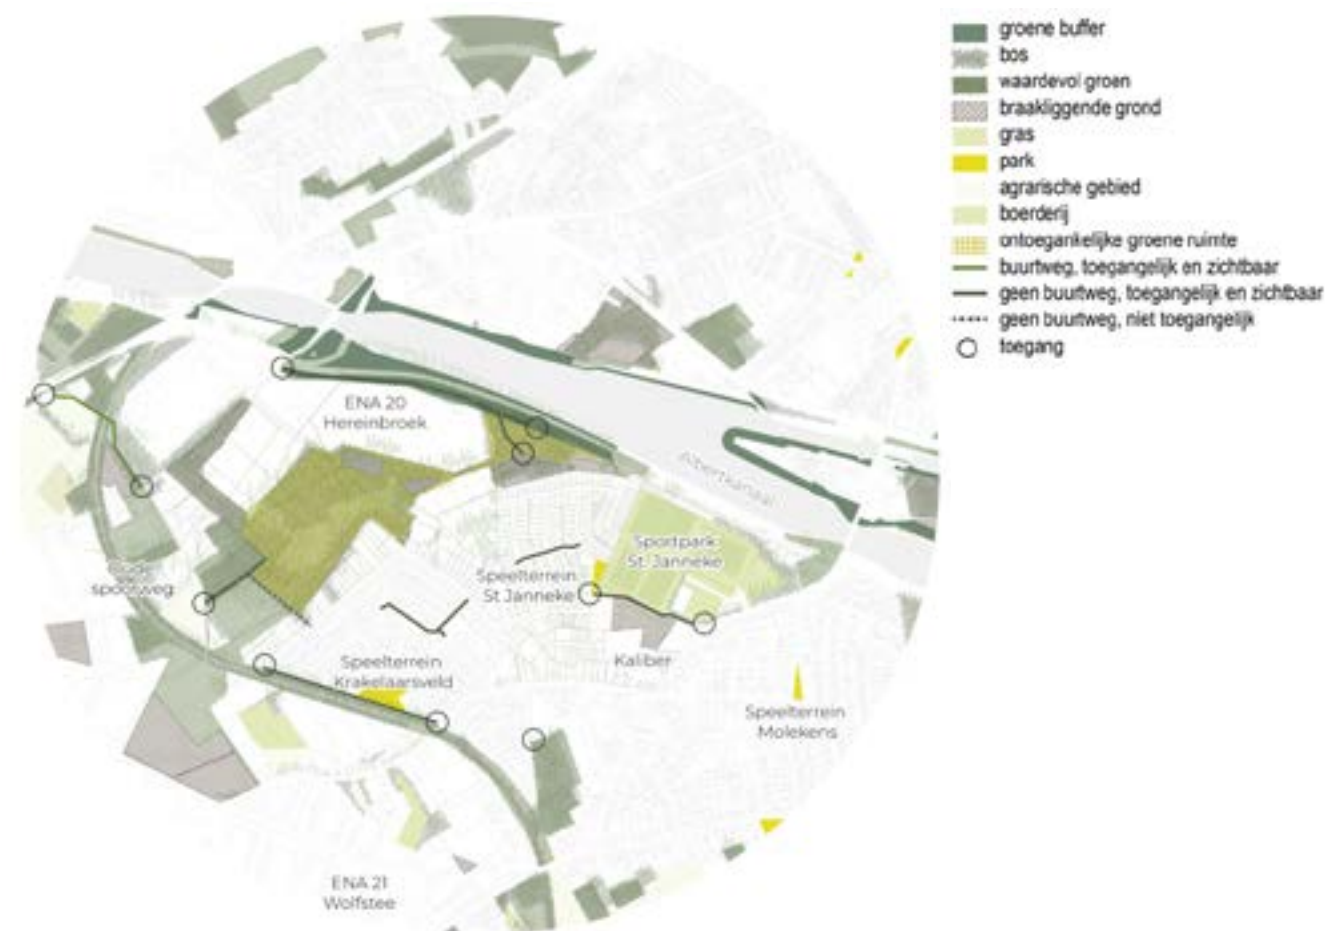 groene buffer
bos
waardevol groen
braakliggende grond
gras
park
agrarische gebied
boerderij
ontoegankelijke groene ruimte
buurtweg, toegangelijk en zichtbaar
geen buurtweg, toegangelijk en zichtbaar
geen buurtweg, niet toegangelijk
toegang
ENA 20
Hereinbroek
Albertkanaal
Sportpark
St. Janneke
Speelterrein
St Janneke
spoorweg
Kaliber
Speelterrein
Krakelaarsveld
Speelterrein
Molekens
ENA 21
Wolfstee